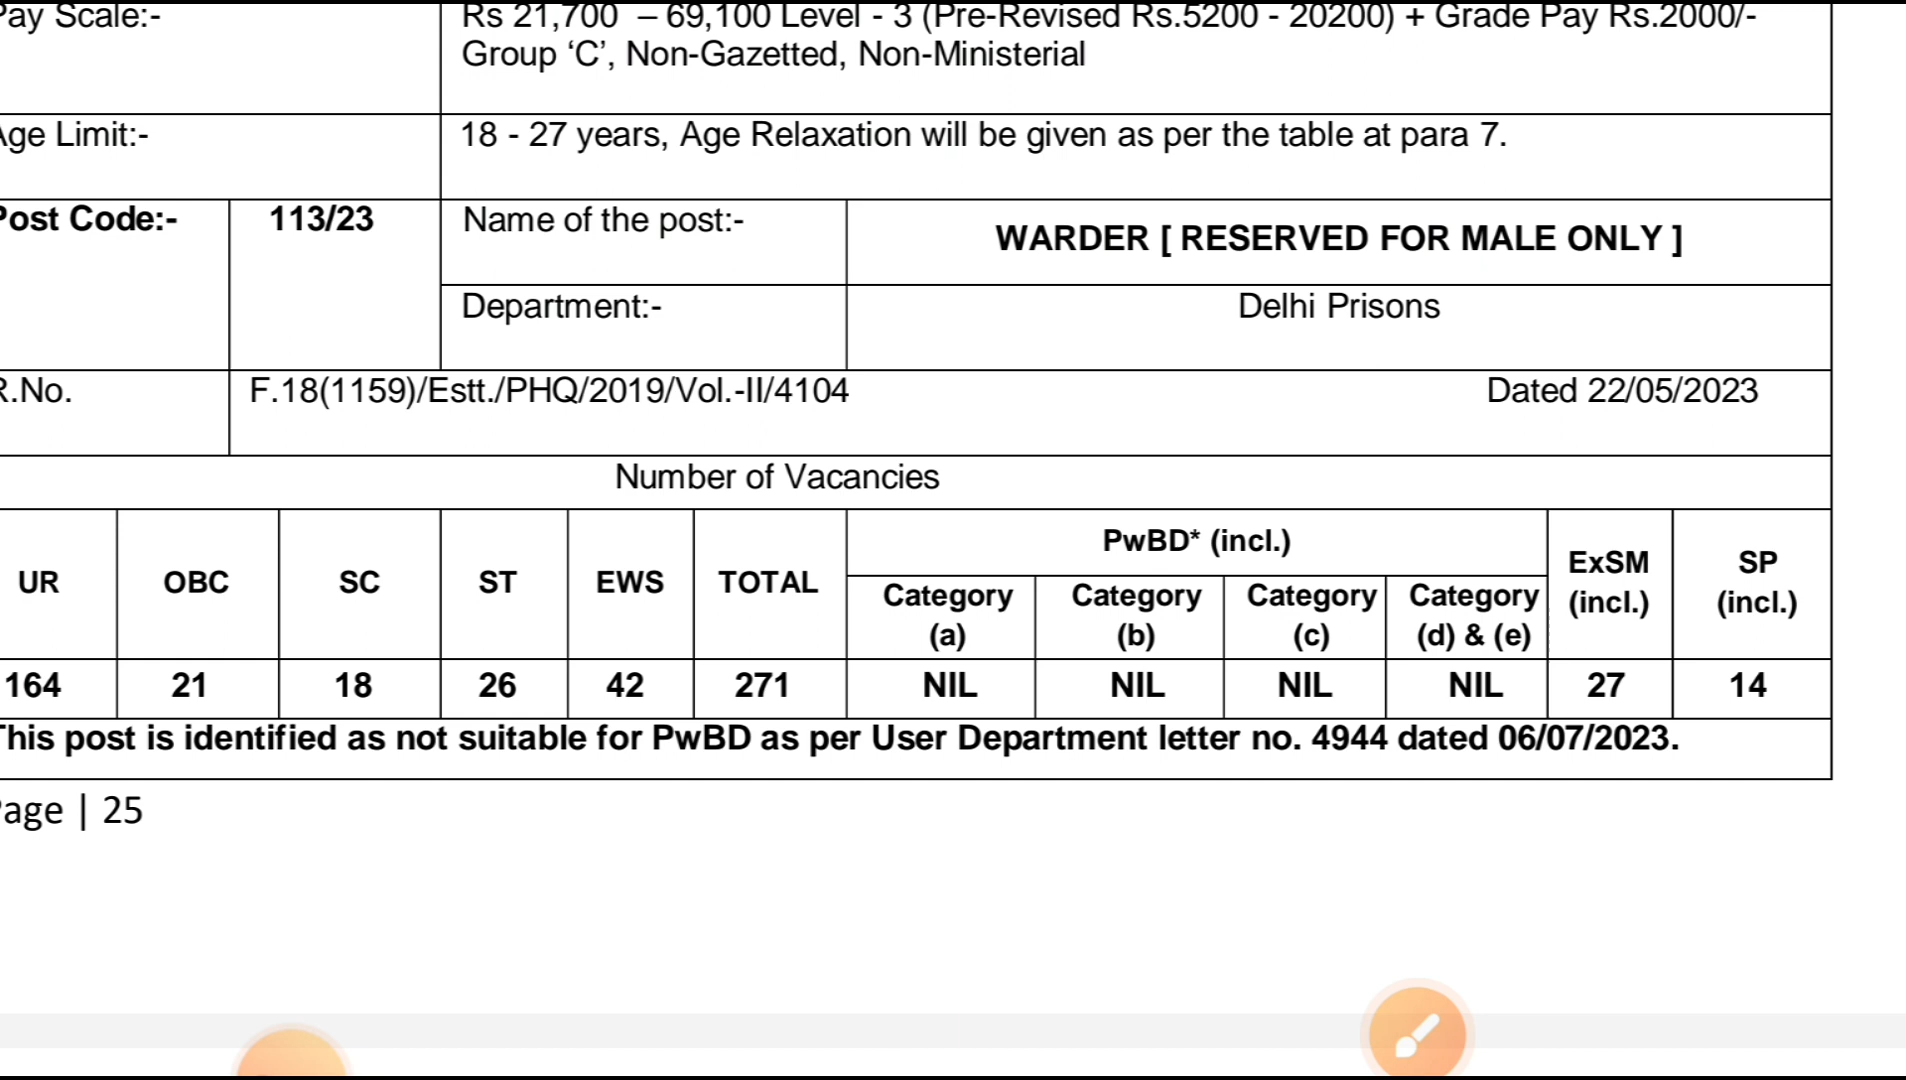 Pay Scale:- Rs 21,700 – 69,100 Level - 3 (Pre-Revised Rs.5200 - 20200) + Grade Pay Rs.2000/-
Group ‘C’, Non-Gazetted, Non-Ministerial
Age Limit:- 18 - 27 years, Age Relaxation will be given as per the table at para 7.
Post Code:- 113/23 Name of the post:- WARDER [ RESERVED FOR MALE ONLY ]
Department:- Delhi Prisons
R.No. F.18(1159)/Estt./PHQ/2019/Vol.-II/4104 Dated 22/05/2023
Number of Vacancies
UR OBC SC ST EWS TOTAL PwBD* (incl.) ExSM (incl.) SP (incl.)
Category (a) Category (b) Category (c) Category (d) & (e)
164 21 18 26 42 271 NIL NIL NIL NIL 27 14
This post is identified as not suitable for PwBD as per User Department letter no. 4944 dated 06/07/2023.
Page | 25